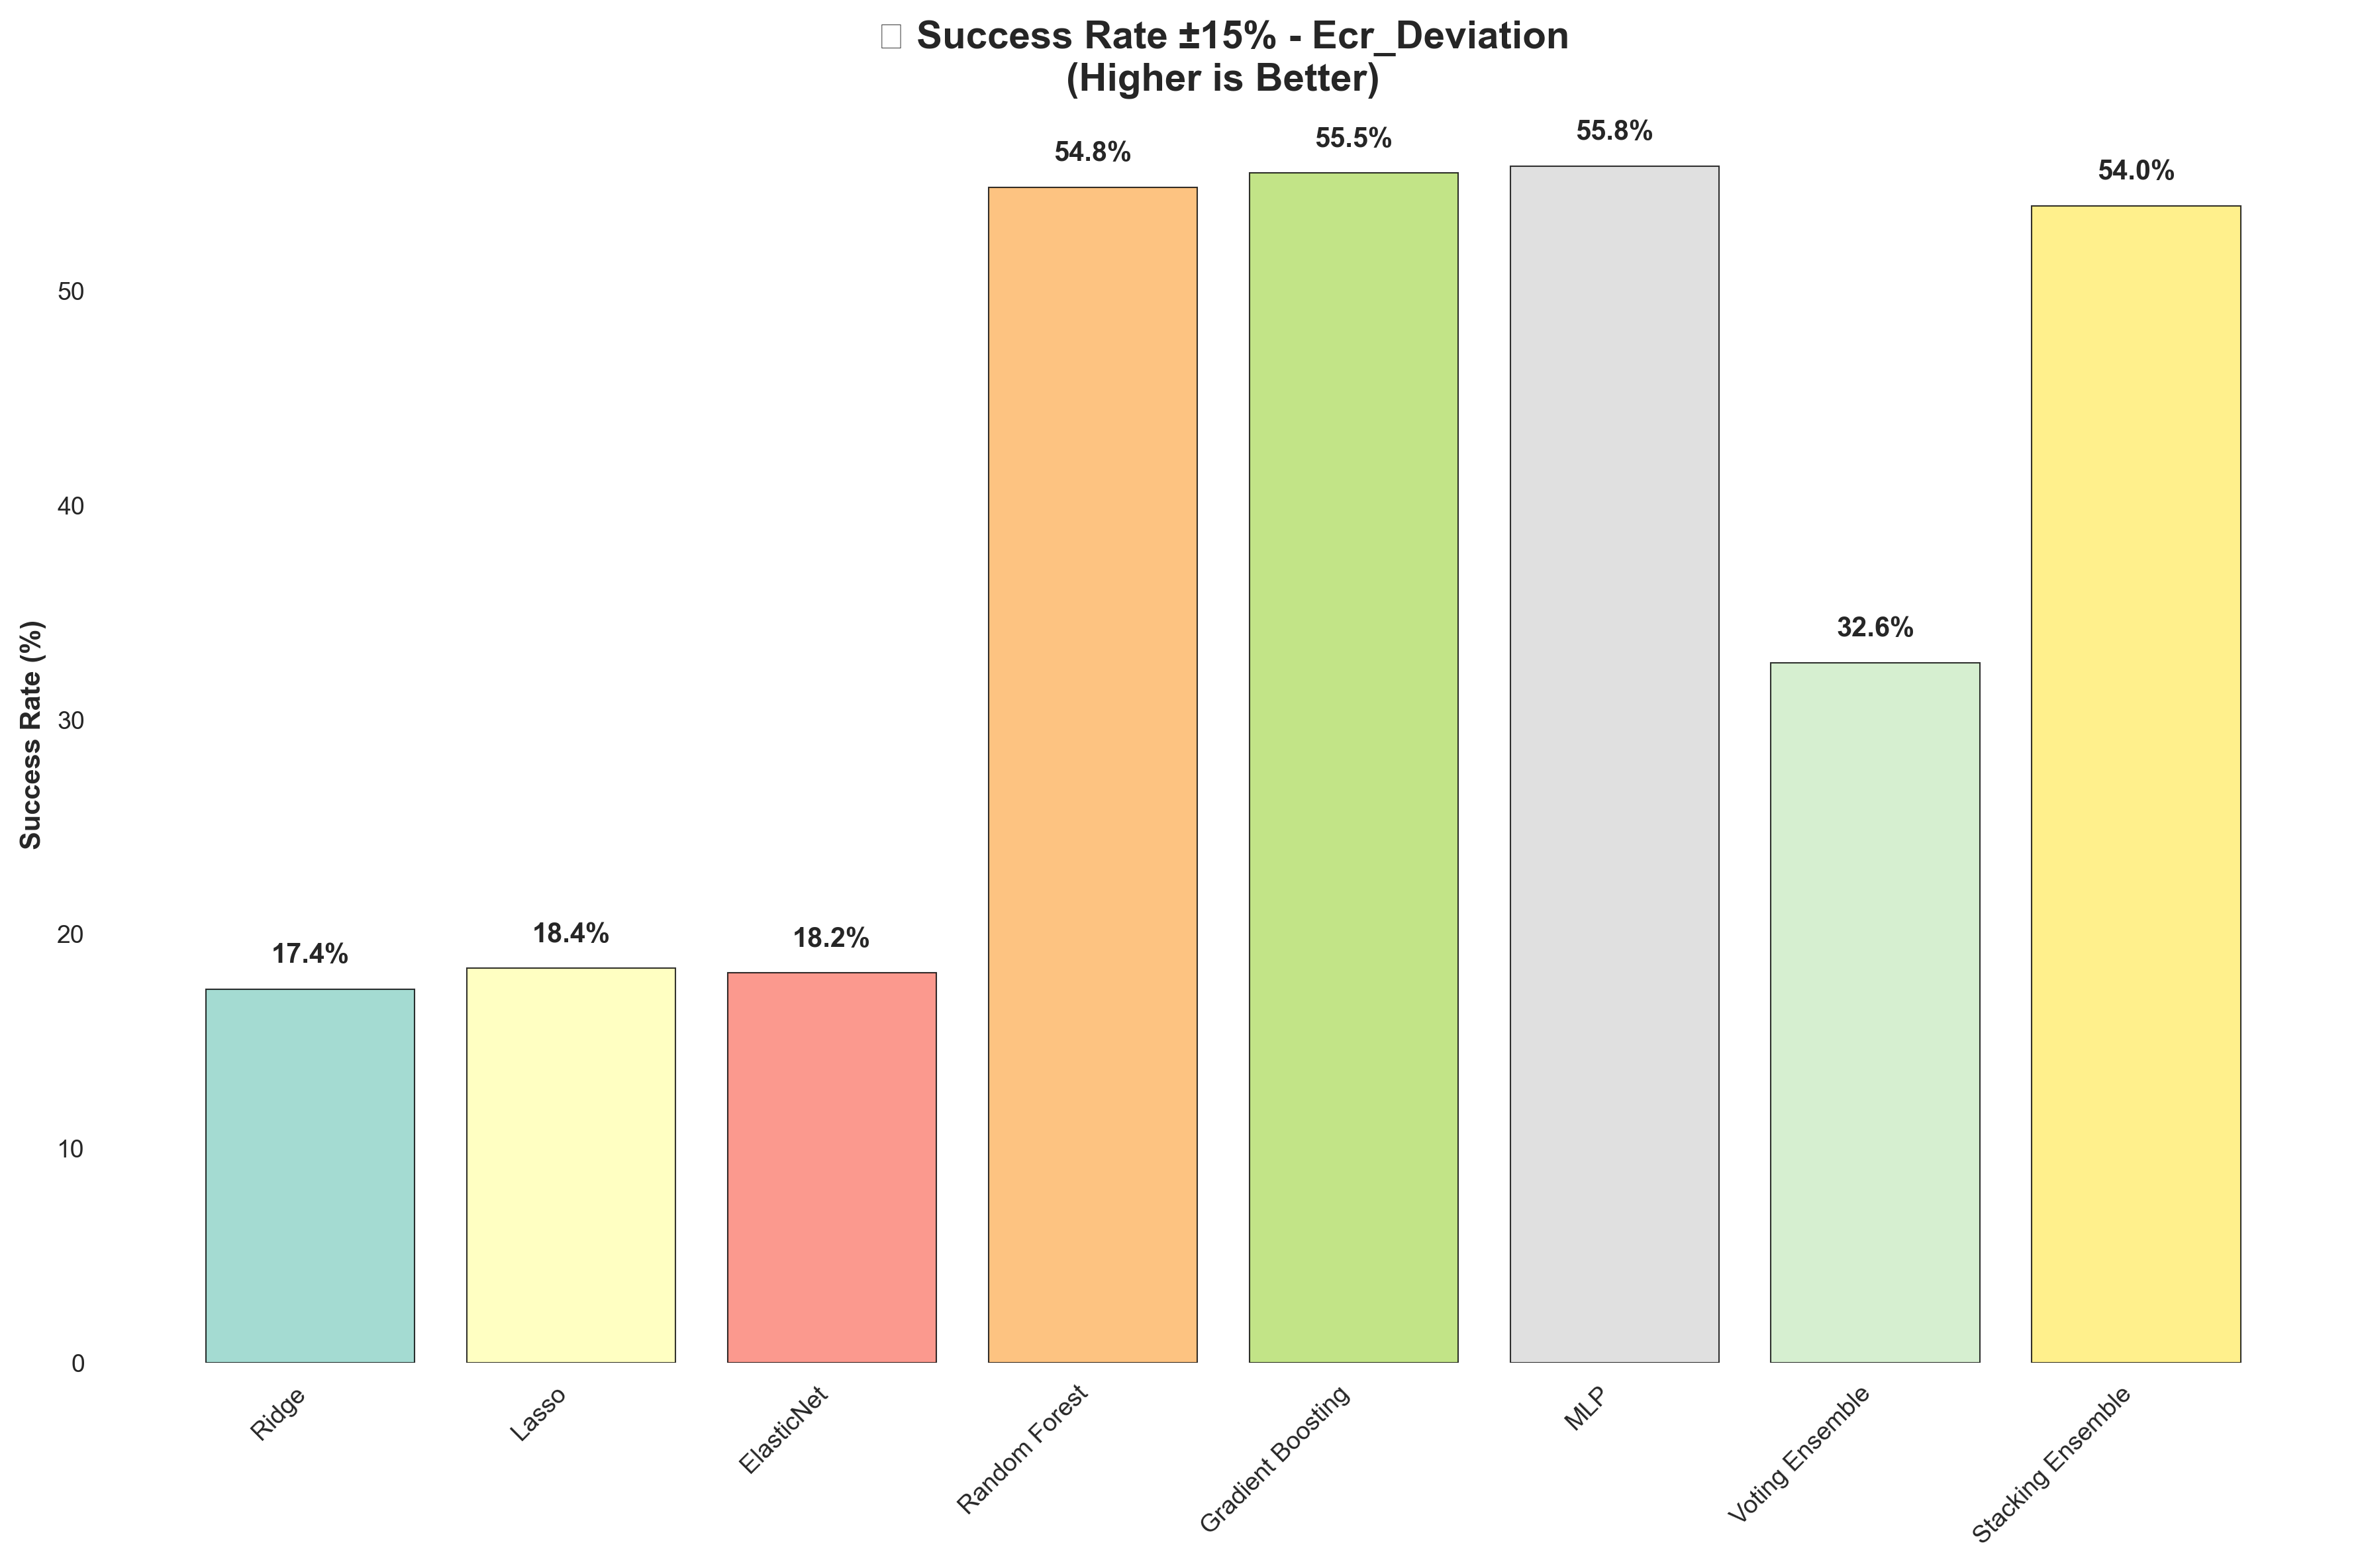 Success Rate ±15% - Ecr_Deviation
(Higher is Better)
Success Rate (%)
50
40
30
20
10
0
17.4%
18.4%
18.2%
54.8%
55.5%
55.8%
32.6%
54.0%
Ridge
Lasso
ElasticNet
Random Forest
Gradient Boosting
MLP
Voting Ensemble
Stacking Ensemble